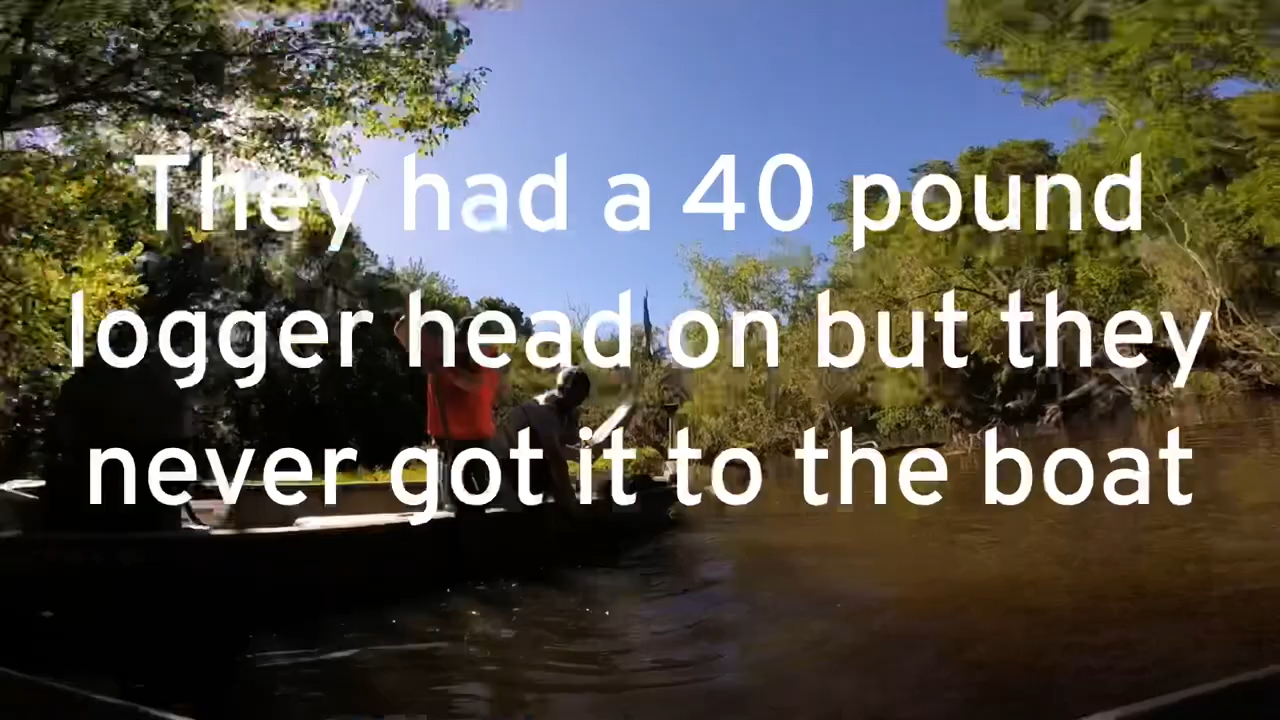 They had a 40 pound
logger head on but they
never got it to the boat